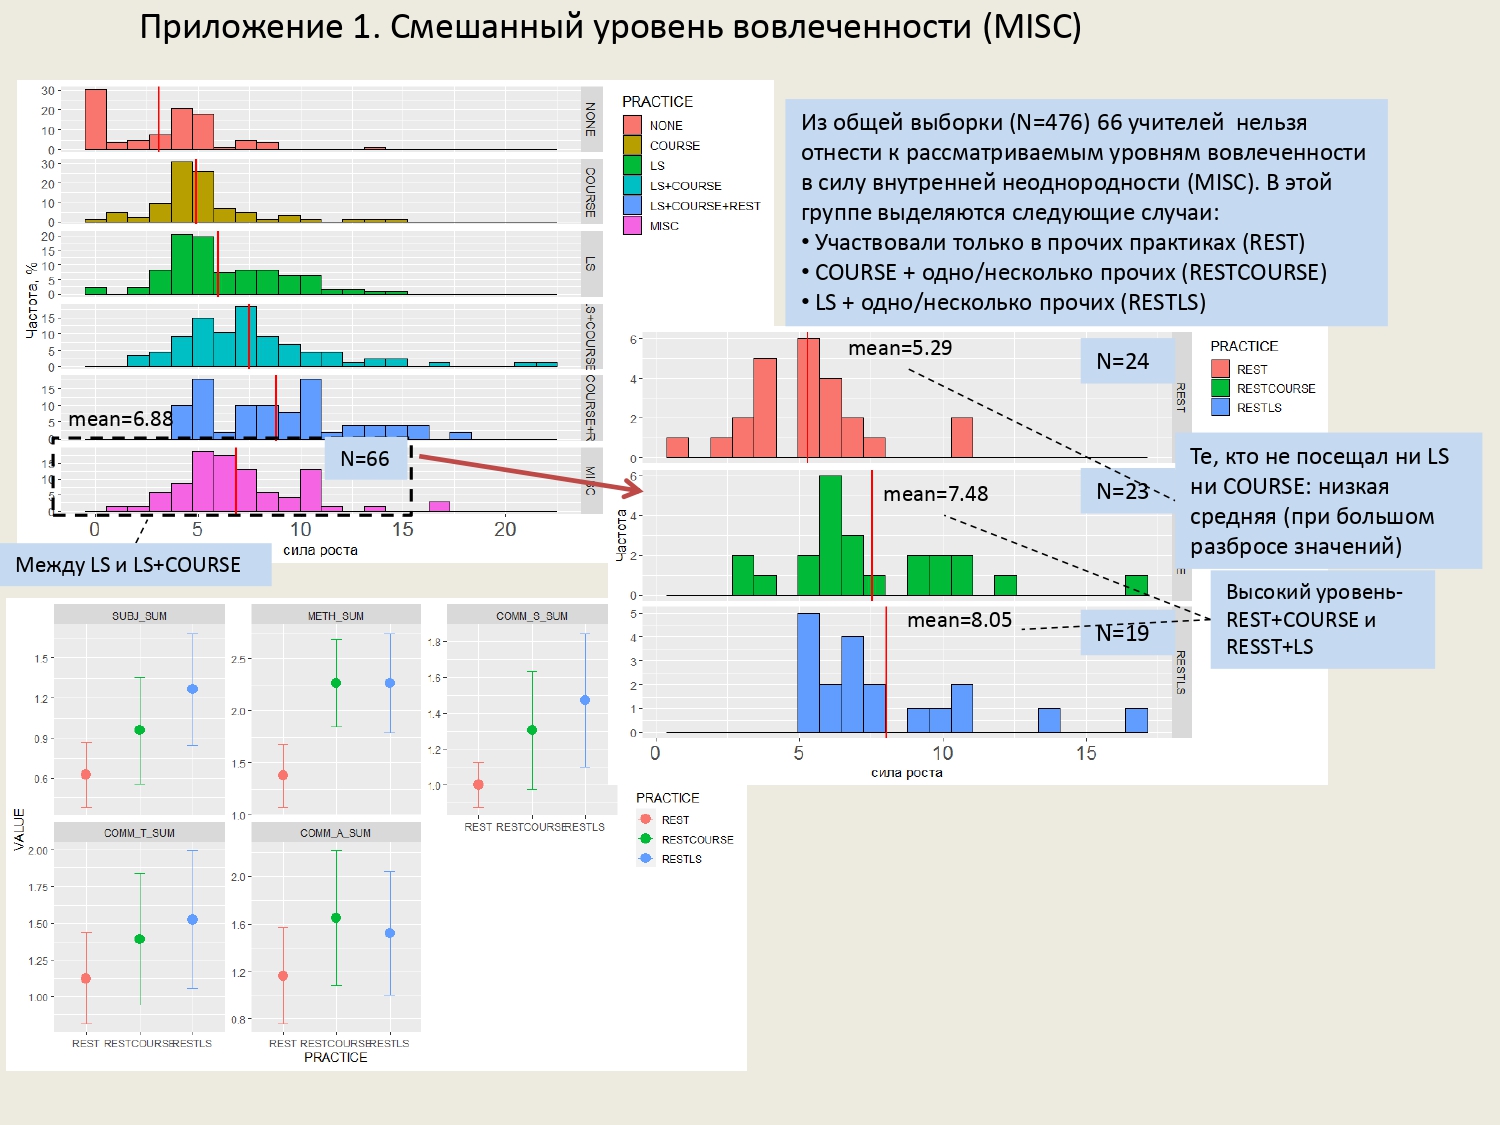 Приложение 1. Смешанный уровень вовлеченности (MISC)
Из общей выборки (N=476) 66 учителей нельзя
отнести к рассматриваемым уровням вовлеченности
в силу внутренней неоднородности (MISC). В этой
группе выделяются следующие случаи:
• Участвовали только в прочих практиках (REST)
• COURSE + одно/несколько прочих (RESTCOURSE)
• LS + одно/несколько прочих (RESTLS)
Частота, %
30
20
10
0
NONE
30
20
10
0
COURSE
20
15
10
5
0
LS
15
10
5
0
LS+COURSE
15
10
5
0
COURSE+R
mean=6.88
15
10
5
0
MISC
N=66
0 5 10 15 20
сила роста
PRACTICE
NONE
COURSE
LS
LS+COURSE
LS+COURSE+REST
MISC
Между LS и LS+COURSE
Частота
6
4
2
0
mean=5.29
N=24
REST
6
4
2
0
mean=7.48
N=23
E
5
4
3
2
1
0
mean=8.05
N=19
RESTLS
0 5 10 15
сила роста
PRACTICE
REST
RESTCOURSE
RESTLS
Те, кто не посещал ни LS
ни COURSE: низкая
средняя (при большом
разбросе значений)
Высокий уровень-
REST+COURSE и
RESST+LS
VALUE
SUBJ_SUM
1.5
1.2
0.9
0.6
METH_SUM
2.5
2.0
1.5
1.0
COMM_S_SUM
1.8
1.6
1.4
1.2
1.0
REST RESTCOURSE RESTLS
COMM_T_SUM
2.00
1.75
1.50
1.25
1.00
REST RESTCOURSE RESTLS
COMM_A_SUM
2.0
1.6
1.2
0.8
REST RESTCOURSE RESTLS
PRACTICE
PRACTICE
REST
RESTCOURSE
RESTLS